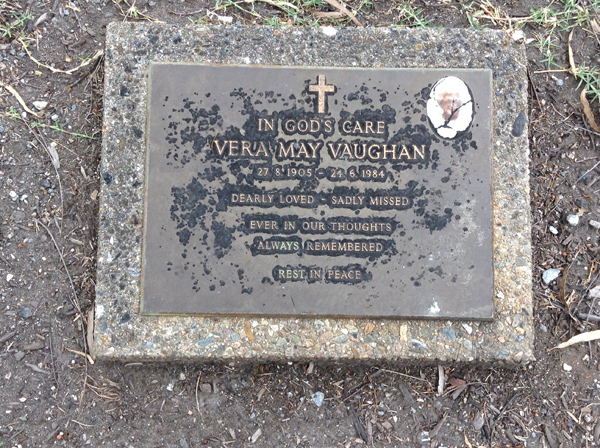 IN GOD'S CARE
VERA MAY VAUGHAN
27.8.1905 - 24.6.1984
DEARLY LOVED - SADLY MISSED
EVER IN OUR THOUGHTS
ALWAYS REMEMBERED
REST IN PEACE